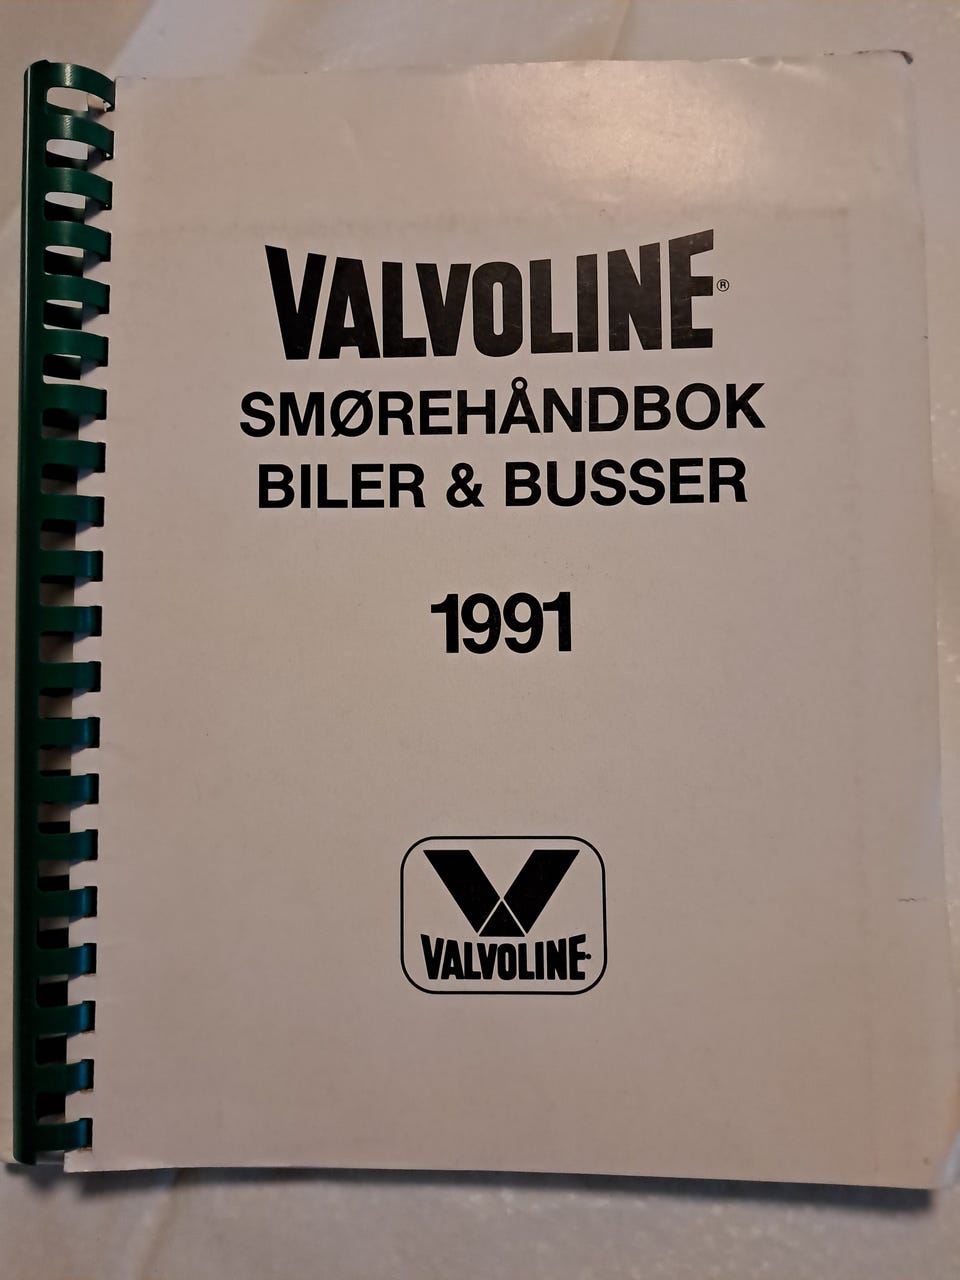 VALVOLINE®
SMØREHÅNDBOK
BILER & BUSSER
1991
VALVOLINE